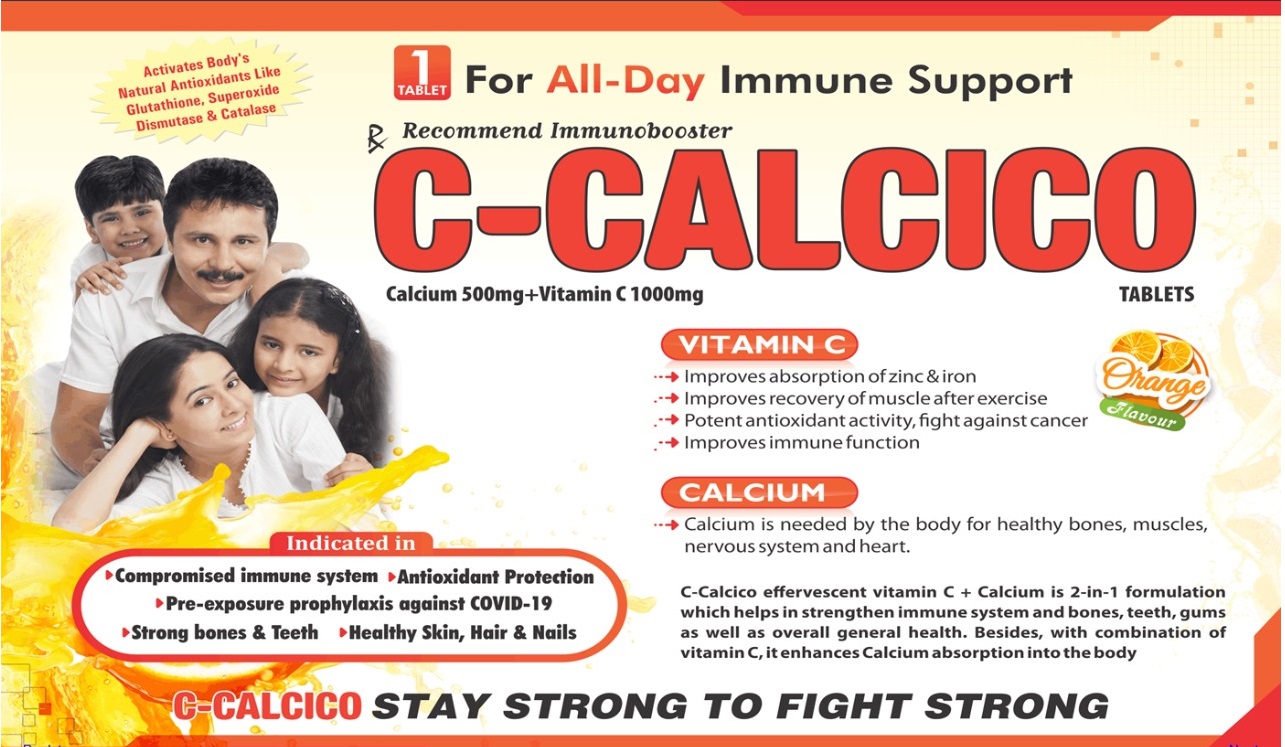 Activates Body's
Natural Antioxidants Like
Glutathione, Superoxide
Dismutase & Catalase
1
TABLET
For All-Day Immune Support
Rx Recommend Immunobooster
C-CALCICO
Calcium 500mg+Vitamin C 1000mg
TABLETS
VITAMIN C
Improves absorption of zinc & iron
Improves recovery of muscle after exercise
Potent antioxidant activity, fight against cancer
Improves immune function
Orange
Flavour
CALCIUM
Calcium is needed by the body for healthy bones, muscles,
nervous system and heart.
Indicated in
Compromised immune system Antioxidant Protection
Pre-exposure prophylaxis against COVID-19
Strong bones & Teeth Healthy Skin, Hair & Nails
C-Calcico effervescent vitamin C + Calcium is 2-in-1 formulation
which helps in strengthen immune system and bones, teeth, gums
as well as overall general health. Besides, with combination of
vitamin C, it enhances Calcium absorption into the body
C-CALCICO STAY STRONG TO FIGHT STRONG